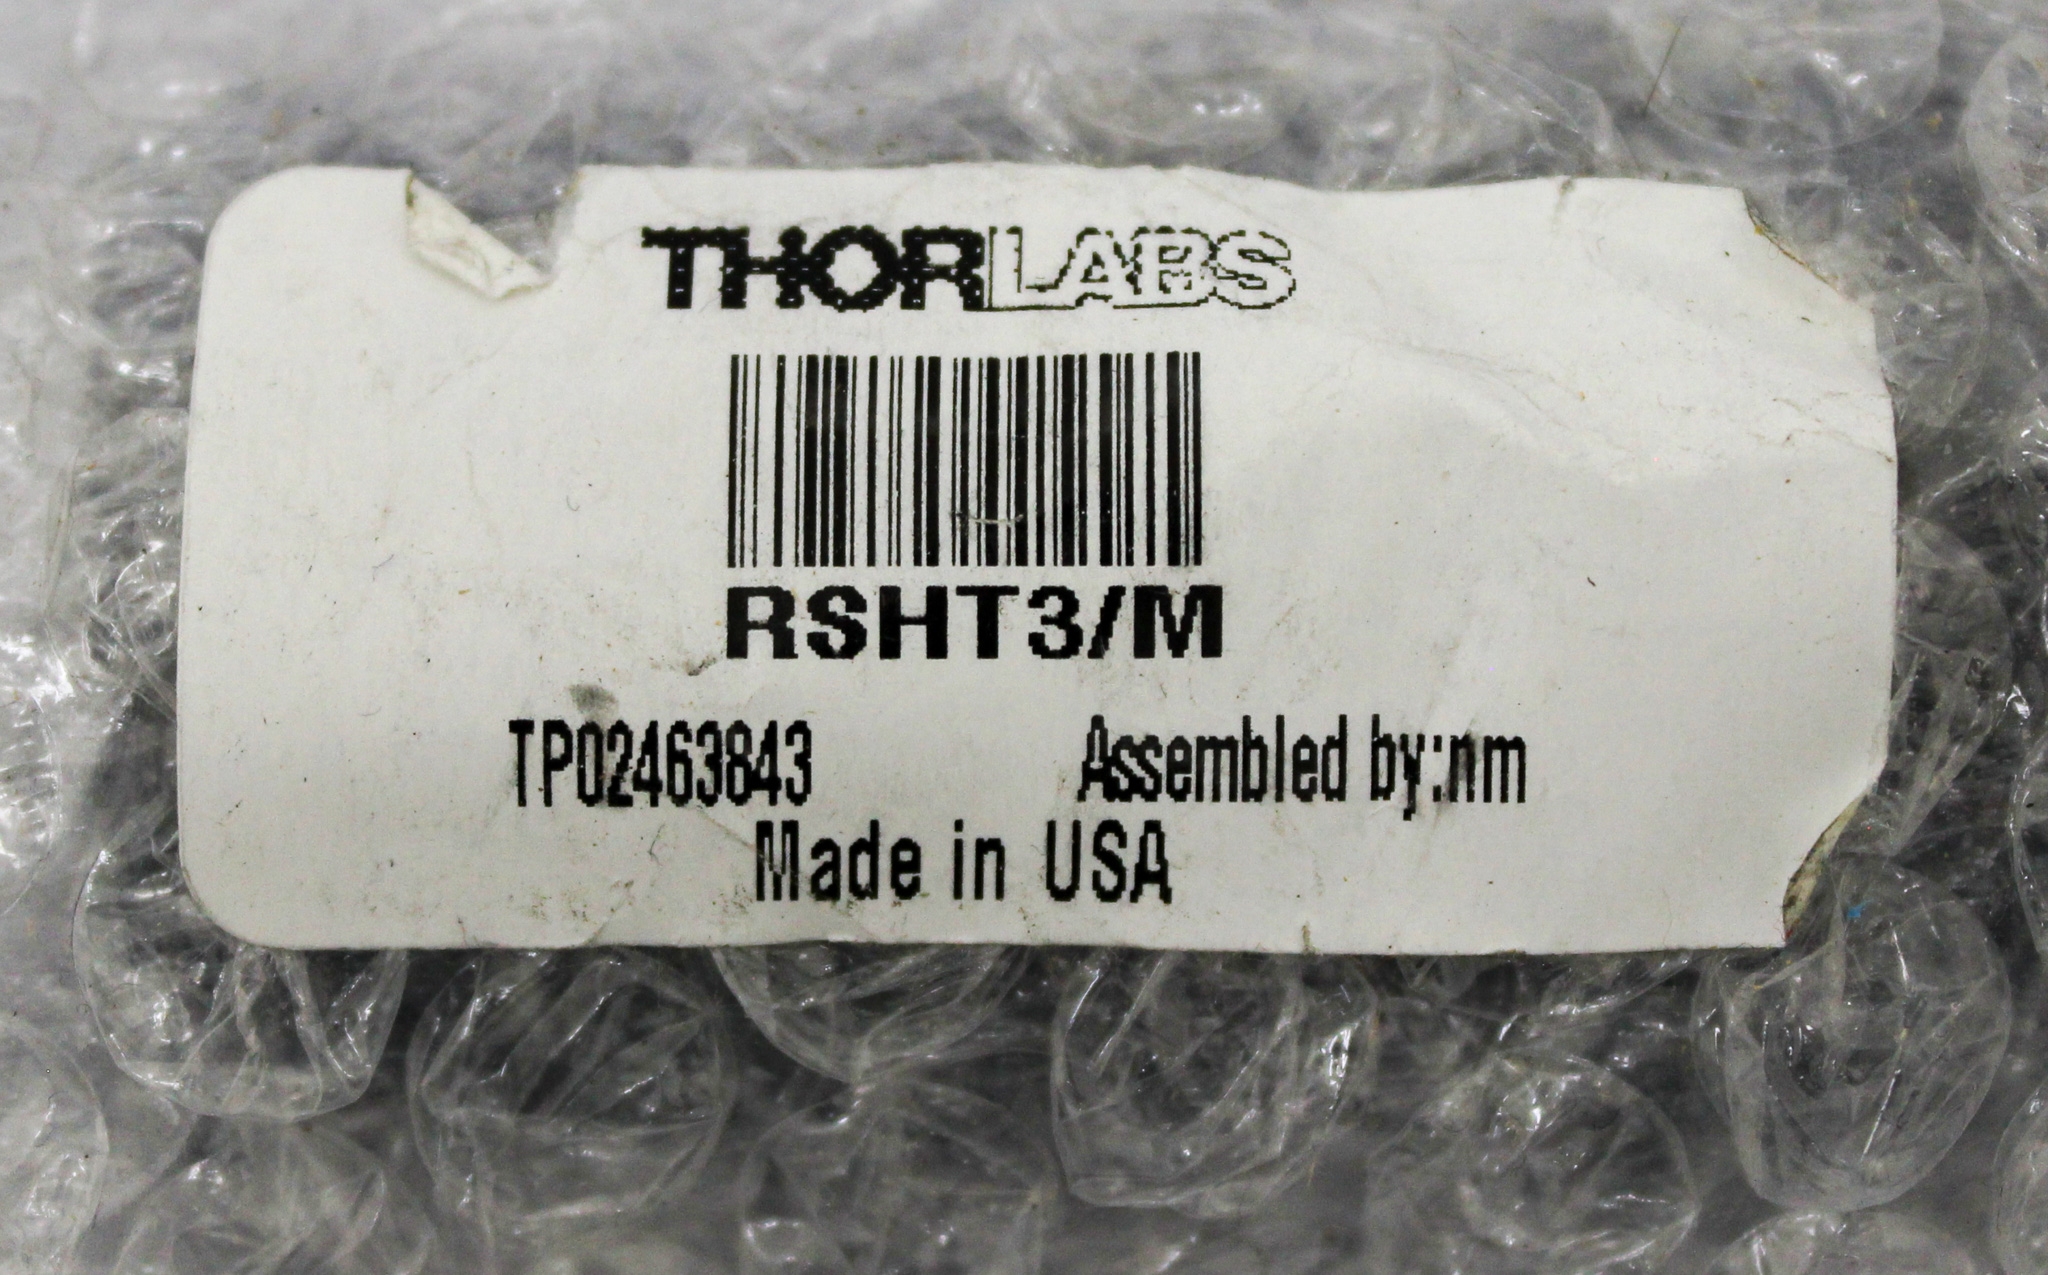 THORLABS
RSHT3/M
TP02463843 Assembled by:nm
Made in USA